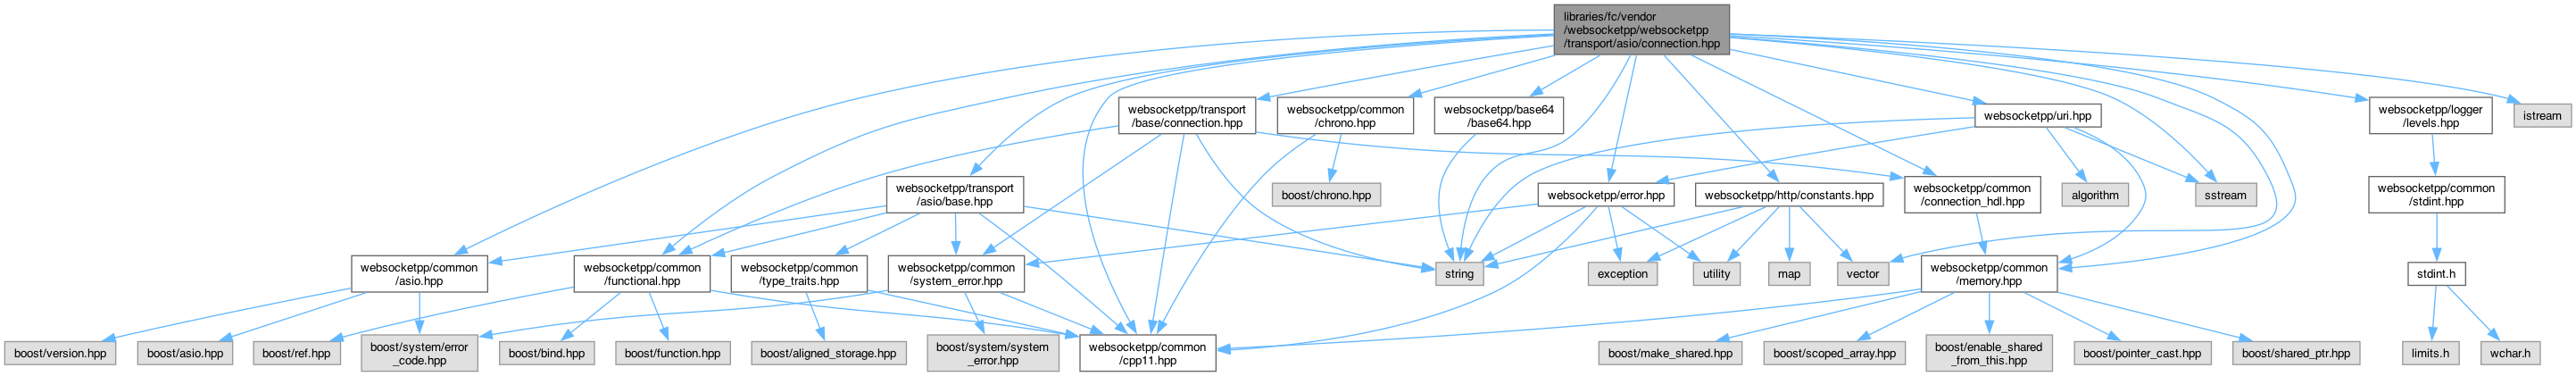 libraries/fc/vendor
/websocketpp/websocketpp
/transport/asio/connection.hpp
websocketpp/transport
/base/connection.hpp
websocketpp/common
/chrono.hpp
websocketpp/base64
/base64.hpp
websocketpp/uri.hpp
websocketpp/logger
/levels.hpp
istream
websocketpp/transport
/asio/base.hpp
boost/chrono.hpp
websocketpp/error.hpp
websocketpp/http/constants.hpp
websocketpp/common
/connection_hdl.hpp
algorithm
sstream
websocketpp/common
/stdint.hpp
websocketpp/common
/asio.hpp
websocketpp/common
/functional.hpp
websocketpp/common
/type_traits.hpp
websocketpp/common
/system_error.hpp
string
exception
utility
map
vector
websocketpp/common
/memory.hpp
stdint.h
boost/version.hpp
boost/asio.hpp
boost/ref.hpp
boost/system/error
_code.hpp
boost/bind.hpp
boost/function.hpp
boost/aligned_storage.hpp
boost/system/system
_error.hpp
websocketpp/common
/cpp11.hpp
boost/make_shared.hpp
boost/scoped_array.hpp
boost/enable_shared
_from_this.hpp
boost/pointer_cast.hpp
boost/shared_ptr.hpp
limits.h
wchar.h